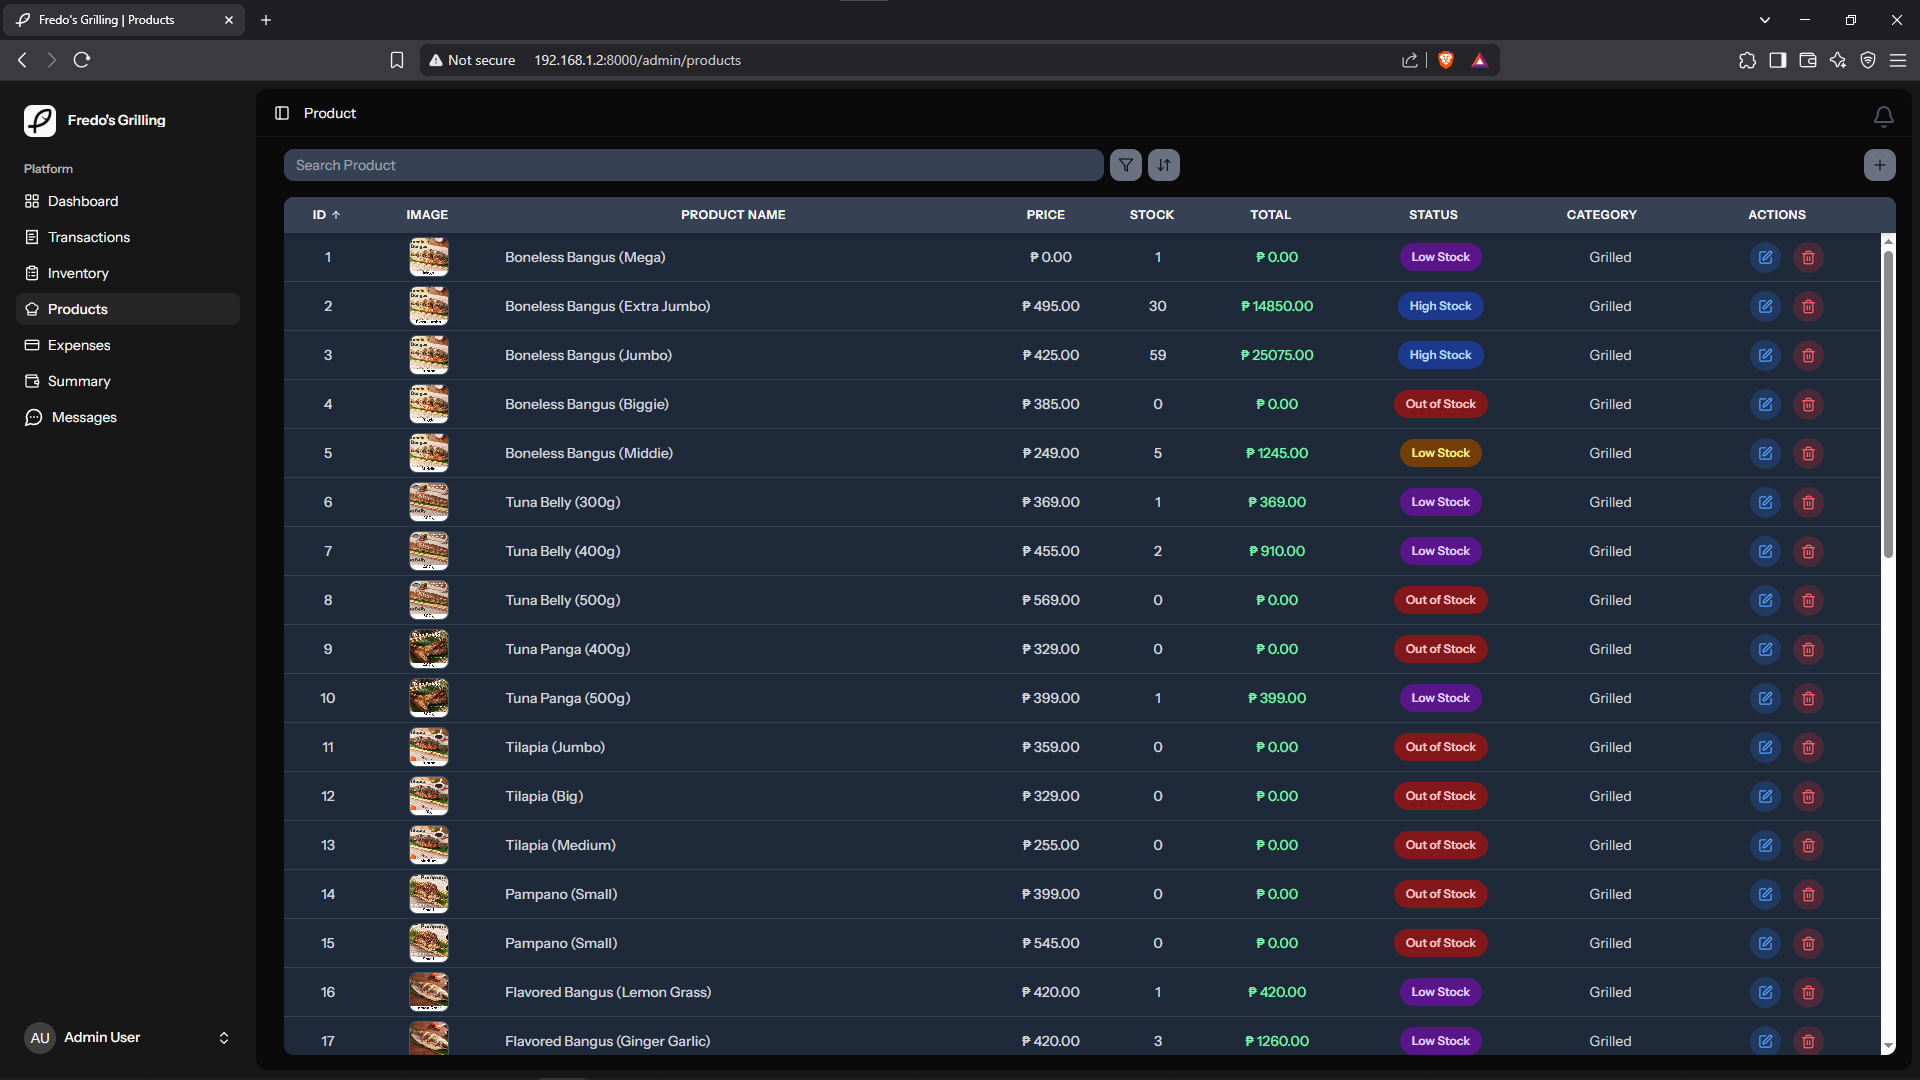 Fredo's Grilling | Products
Not secure 192.168.1.2:8000/admin/products
Fredo's Grilling
Product
Platform
Search Product
Dashboard
Transactions
Inventory
Products
Expenses
Summary
Messages
ID ↑ IMAGE PRODUCT NAME PRICE STOCK TOTAL STATUS CATEGORY ACTIONS
1 Boneless Bangus (Mega) ₱ 0.00 1 ₱ 0.00 Low Stock Grilled
2 Boneless Bangus (Extra Jumbo) ₱ 495.00 30 ₱ 14850.00 High Stock Grilled
3 Boneless Bangus (Jumbo) ₱ 425.00 59 ₱ 25075.00 High Stock Grilled
4 Boneless Bangus (Biggie) ₱ 385.00 0 ₱ 0.00 Out of Stock Grilled
5 Boneless Bangus (Middie) ₱ 249.00 5 ₱ 1245.00 Low Stock Grilled
6 Tuna Belly (300g) ₱ 369.00 1 ₱ 369.00 Low Stock Grilled
7 Tuna Belly (400g) ₱ 455.00 2 ₱ 910.00 Low Stock Grilled
8 Tuna Belly (500g) ₱ 569.00 0 ₱ 0.00 Out of Stock Grilled
9 Tuna Panga (400g) ₱ 329.00 0 ₱ 0.00 Out of Stock Grilled
10 Tuna Panga (500g) ₱ 399.00 1 ₱ 399.00 Low Stock Grilled
11 Tilapia (Jumbo) ₱ 359.00 0 ₱ 0.00 Out of Stock Grilled
12 Tilapia (Big) ₱ 329.00 0 ₱ 0.00 Out of Stock Grilled
13 Tilapia (Medium) ₱ 255.00 0 ₱ 0.00 Out of Stock Grilled
14 Pampano (Small) ₱ 399.00 0 ₱ 0.00 Out of Stock Grilled
15 Pampano (Small) ₱ 545.00 0 ₱ 0.00 Out of Stock Grilled
16 Flavored Bangus (Lemon Grass) ₱ 420.00 1 ₱ 420.00 Low Stock Grilled
17 Flavored Bangus (Ginger Garlic) ₱ 420.00 3 ₱ 1260.00 Low Stock Grilled
AU Admin User